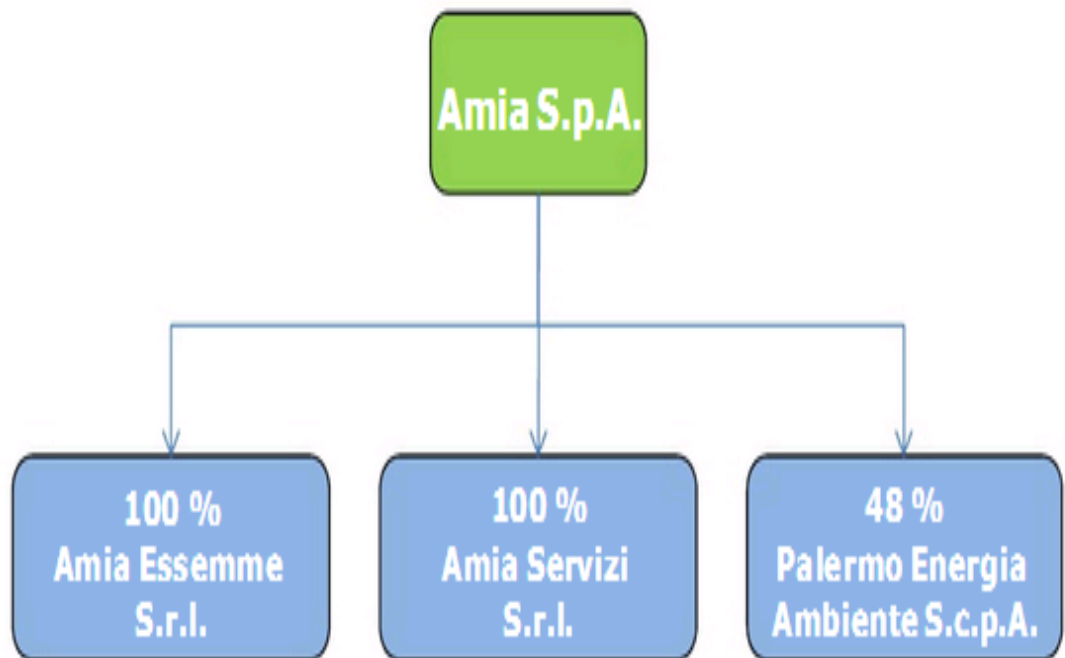 Amia S.p.A.
100 %
Amia Essemme
S.r.l.
100 %
Amia Servizi
S.r.l.
48 %
Palermo Energia
Ambiente S.c.p.A.